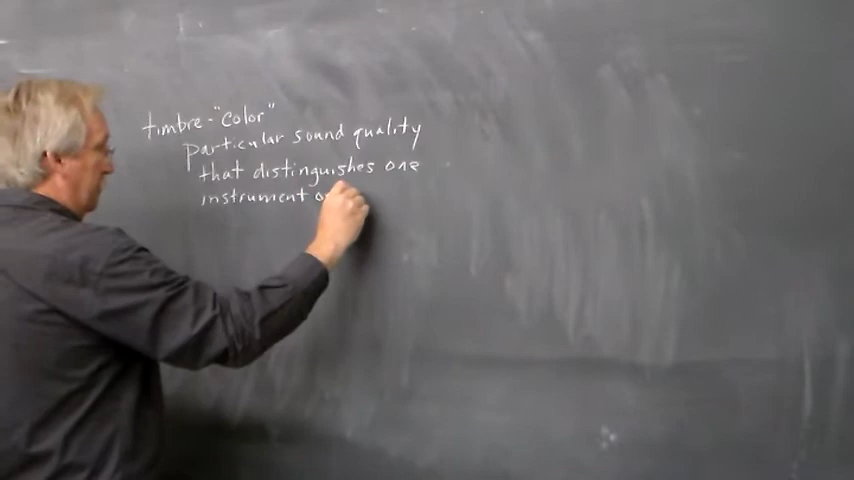 timbre - "color"
particular sound quality
that distinguishes one
instrument